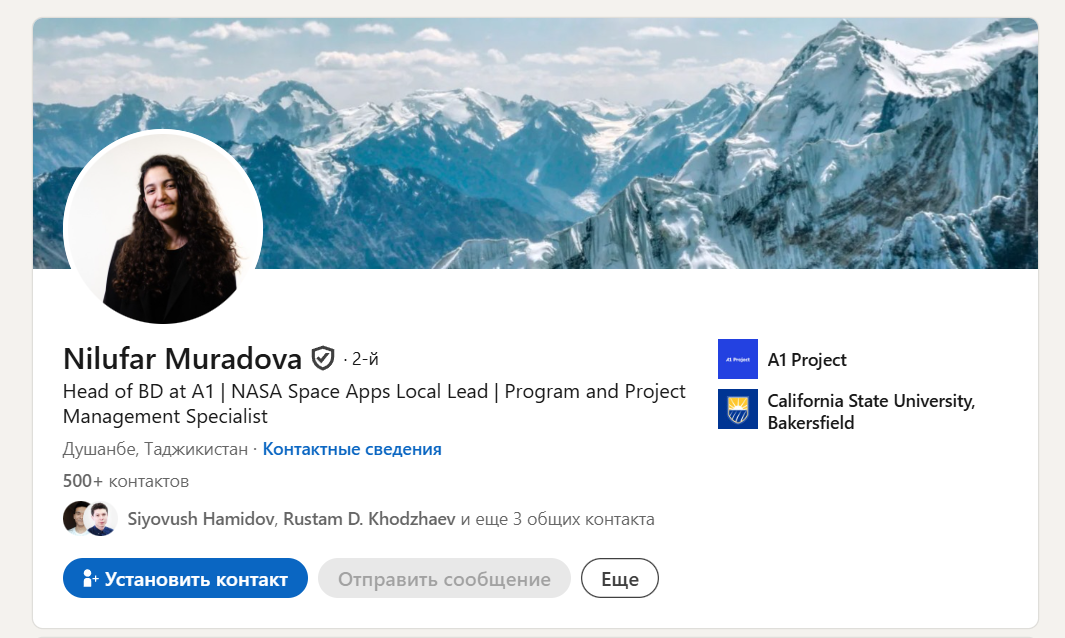 Nilufar Muradova · 2-й
Head of BD at A1 | NASA Space Apps Local Lead | Program and Project
Management Specialist
Душанбе, Таджикистан · Контактные сведения
500+ контактов
Siyovush Hamidov, Rustam D. Khodzhaev и еще 3 общих контакта
Установить контакт
Отправить сообщение
Еще
A1 Project
A1 Project
California State University,
Bakersfield